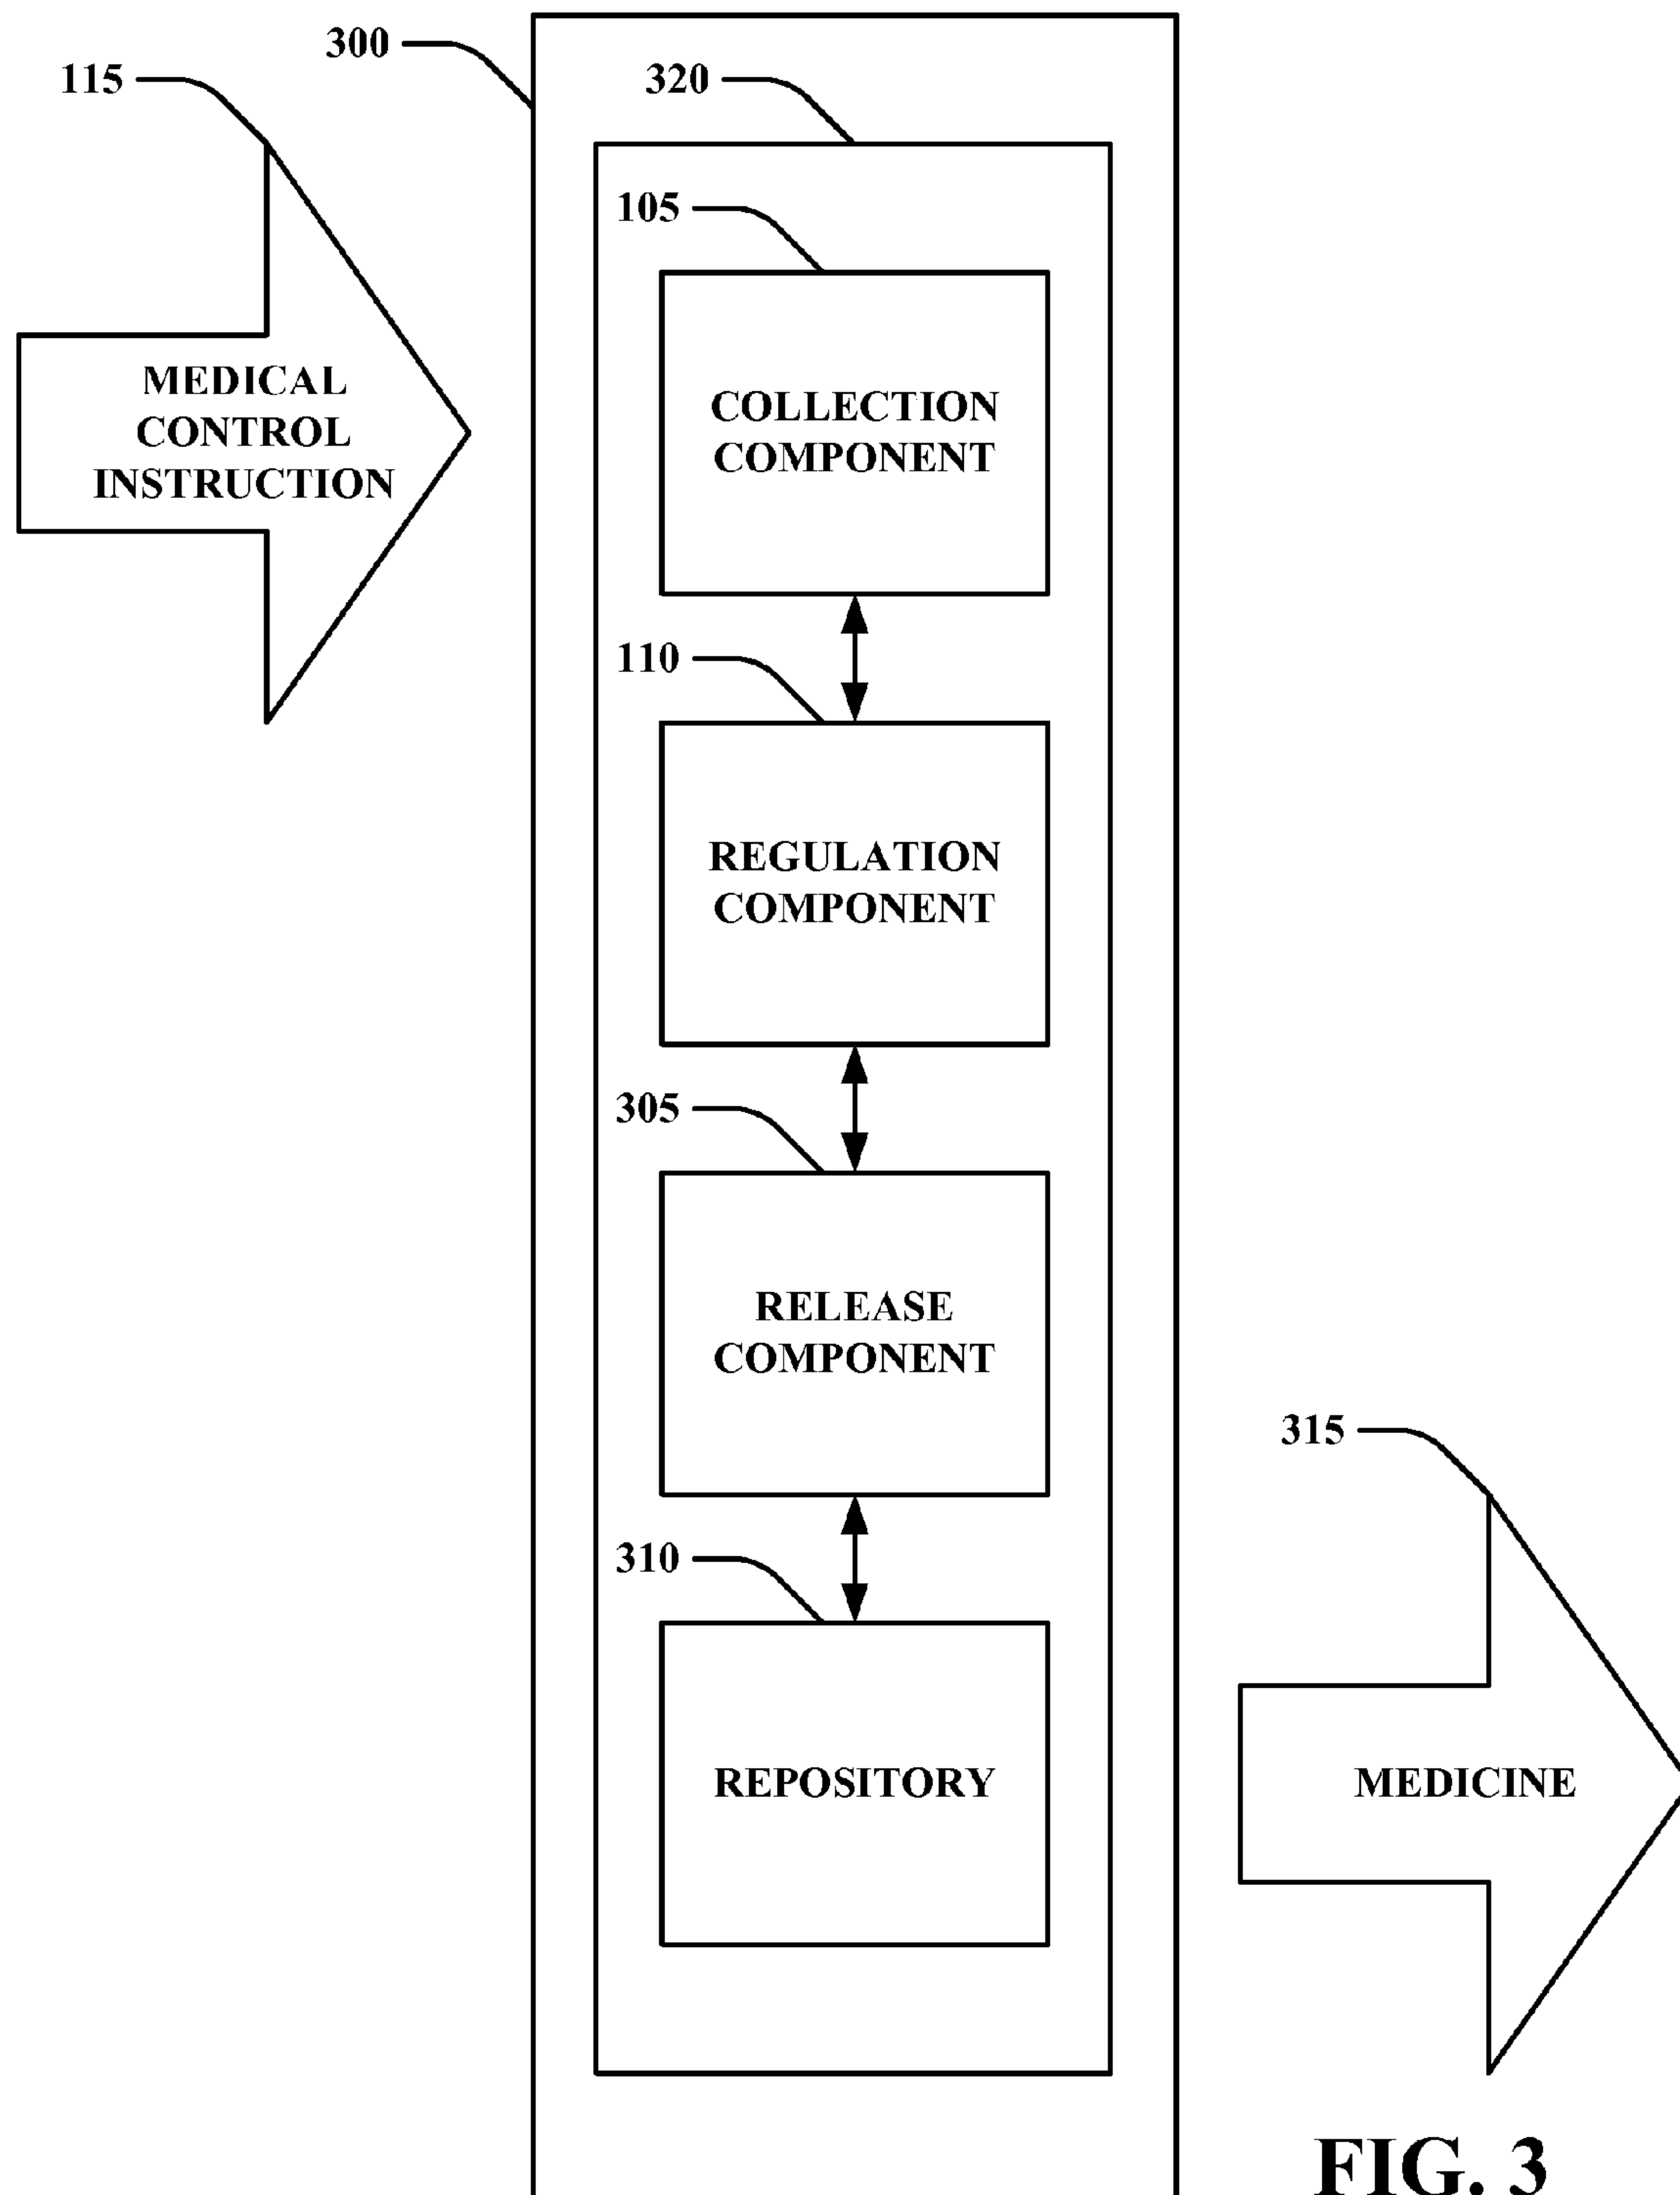 300
115
320
105
MEDICAL
CONTROL
INSTRUCTION
COLLECTION
COMPONENT
110
REGULATION
COMPONENT
305
RELEASE
COMPONENT
315
310
REPOSITORY
MEDICINE
FIG. 3